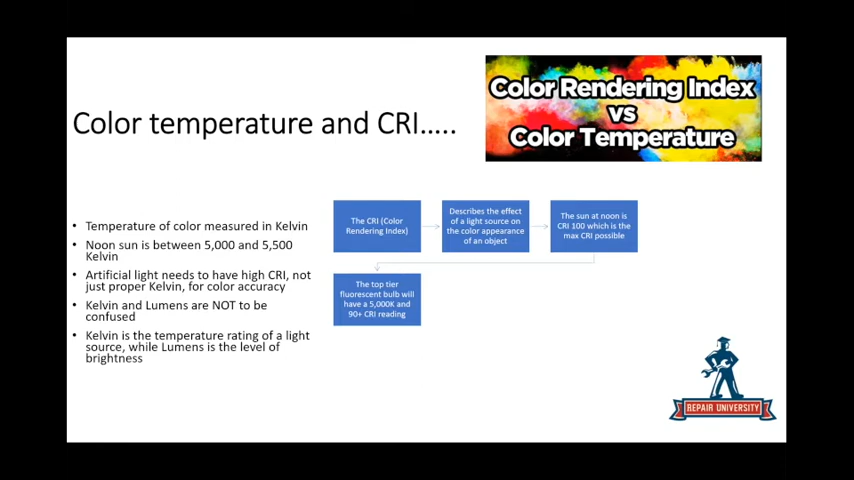 Color Rendering Index
vs
Color Temperature
Color temperature and CRI.....
• Temperature of color measured in Kelvin
• Noon sun is between 5,000 and 5,500
Kelvin
• Artificial light needs to have high CRI, not
just proper Kelvin, for color accuracy
• Kelvin and Lumens are NOT to be
confused
• Kelvin is the temperature rating of a light
source, while Lumens is the level of
brightness
The CRI (Color
Rendering Index)
Describes the effect
of a light source on
the color appearance
of an object
The sun at noon is
CRI 100 which is the
max CRI possible
The top tier
fluorescent bulb will
have a 5,000K and
90+ CRI reading
REPAIR UNIVERSITY